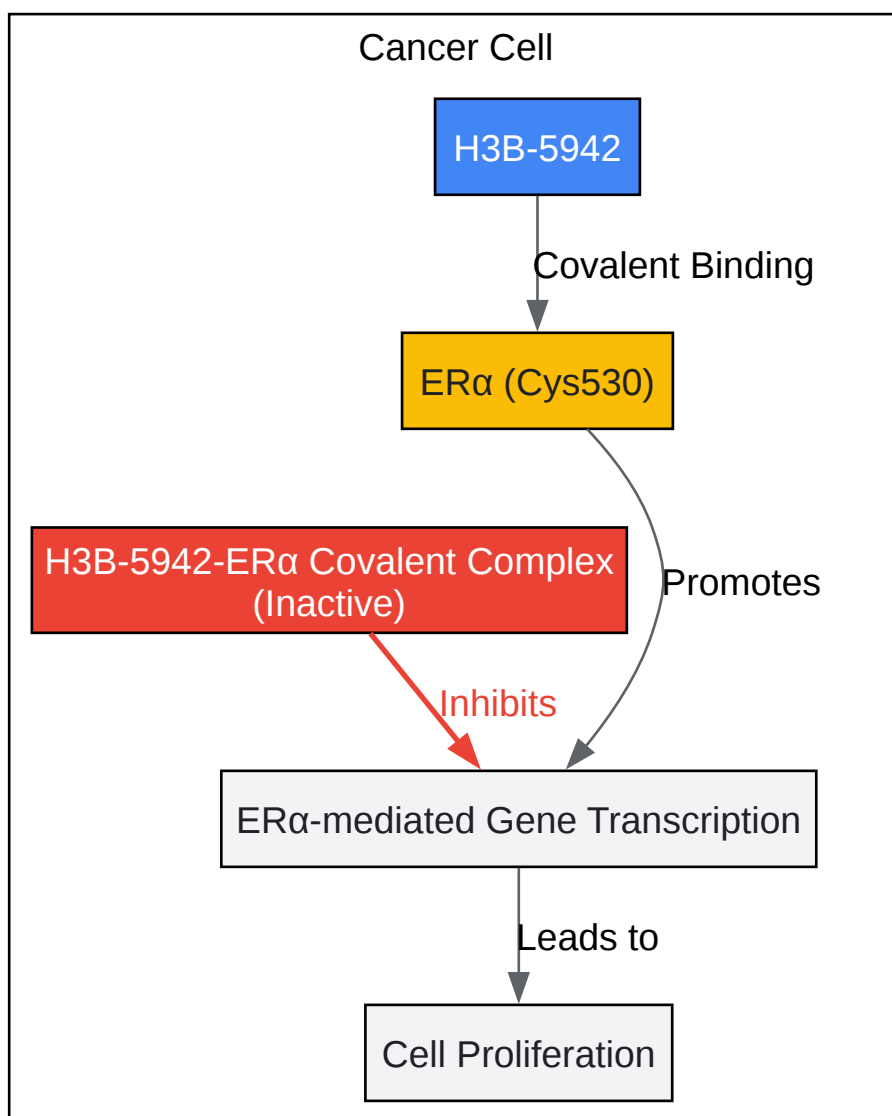 Cancer Cell
H3B-5942
Covalent Binding
ERα (Cys530)
H3B-5942-ERα Covalent Complex
(Inactive)
Promotes
Inhibits
ERα-mediated Gene Transcription
Leads to
Cell Proliferation